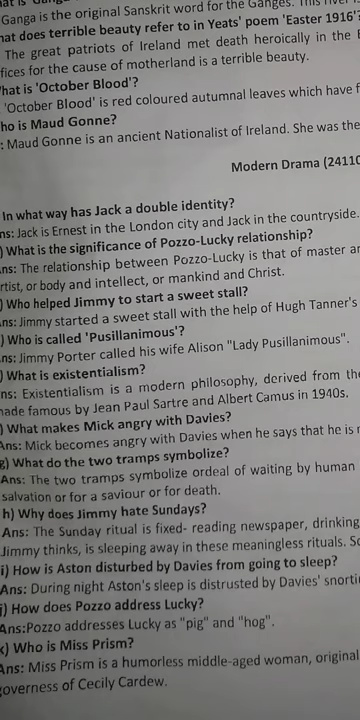 Ganga is the original Sanskrit word for the Ganges. This river is
hat does terrible beauty refer to in Yeats' poem 'Easter 1916'?
The great patriots of Ireland met death heroically in the E
fices for the cause of motherland is a terrible beauty.
hat is 'October Blood'?
'October Blood' is red coloured autumnal leaves which have f
ho is Maud Gonne?
: Maud Gonne is an ancient Nationalist of Ireland. She was the
Modern Drama (24110
In what way has Jack a double identity?
ns: Jack is Ernest in the London city and Jack in the countryside.
) What is the significance of Pozzo-Lucky relationship?
ns: The relationship between Pozzo-Lucky is that of master an
rtist, or body and intellect, or mankind and Christ.
) Who helped Jimmy to start a sweet stall?
ns: Jimmy started a sweet stall with the help of Hugh Tanner's
) Who is called 'Pusillanimous'?
ns: Jimmy Porter called his wife Alison "Lady Pusillanimous".
) What is existentialism?
ns: Existentialism is a modern philosophy, derived from the
nade famous by Jean Paul Sartre and Albert Camus in 1940s.
) What makes Mick angry with Davies?
Ans: Mick becomes angry with Davies when he says that he is n
g) What do the two tramps symbolize?
Ans: The two tramps symbolize ordeal of waiting by human
salvation or for a saviour or for death.
h) Why does Jimmy hate Sundays?
Ans: The Sunday ritual is fixed- reading newspaper, drinking
Jimmy thinks, is sleeping away in these meaningless rituals. So
i) How is Aston disturbed by Davies from going to sleep?
Ans: During night Aston's sleep is distrusted by Davies' snorti
j) How does Pozzo address Lucky?
Ans:Pozzo addresses Lucky as "pig" and "hog".
k) Who is Miss Prism?
Ans: Miss Prism is a humorless middle-aged woman, original
governess of Cecily Cardew.